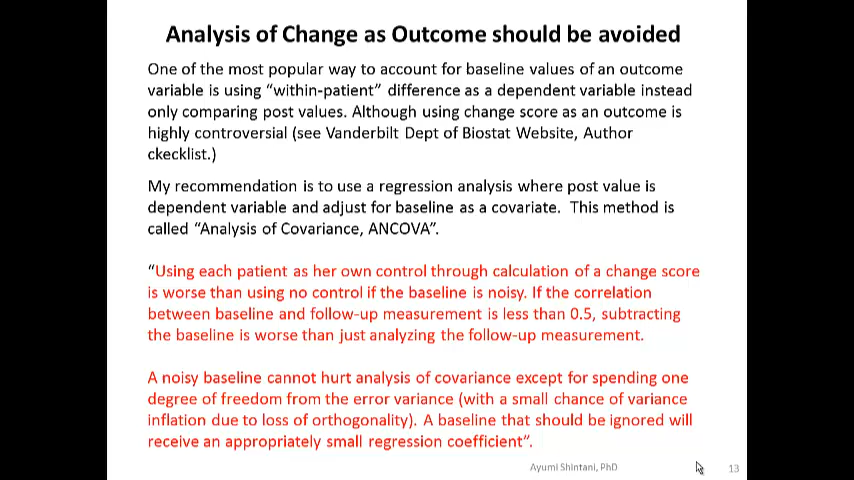 Analysis of Change as Outcome should be avoided
One of the most popular way to account for baseline values of an outcome
variable is using “within-patient” difference as a dependent variable instead
only comparing post values. Although using change score as an outcome is
highly controversial (see Vanderbilt Dept of Biostat Website, Author
ckecklist.)
My recommendation is to use a regression analysis where post value is
dependent variable and adjust for baseline as a covariate.  This method is
called “Analysis of Covariance, ANCOVA”.
“Using each patient as her own control through calculation of a change score
is worse than using no control if the baseline is noisy. If the correlation
between baseline and follow-up measurement is less than 0.5, subtracting
the baseline is worse than just analyzing the follow-up measurement.
A noisy baseline cannot hurt analysis of covariance except for spending one
degree of freedom from the error variance (with a small chance of variance
inflation due to loss of orthogonality). A baseline that should be ignored will
receive an appropriately small regression coefficient”.
Ayumi Shintani, PhD
13